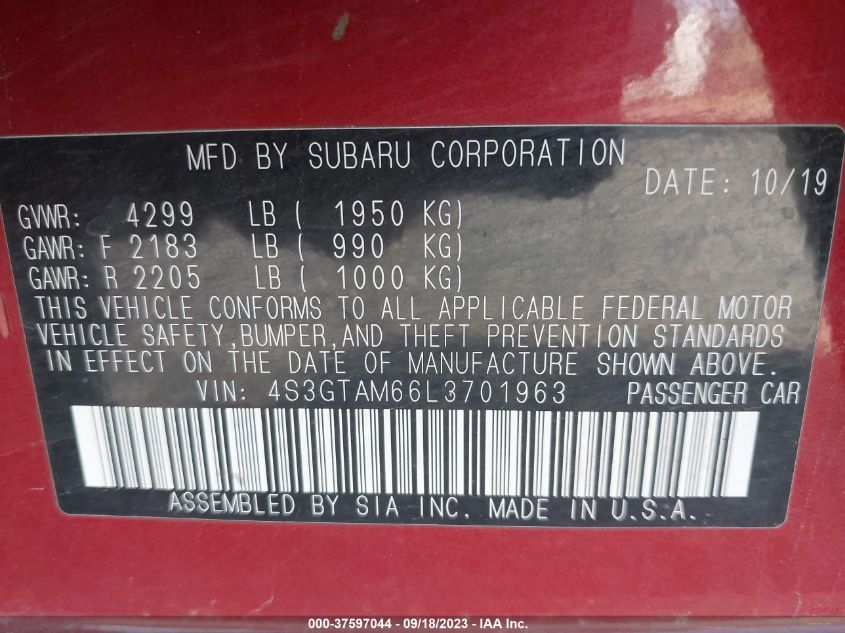 MFD BY SUBARU CORPORATION
DATE: 10/19
GVWR: 4299 LB ( 1950 KG)
GAWR: F 2183 LB ( 990 KG)
GAWR: R 2205 LB ( 1000 KG)
THIS VEHICLE CONFORMS TO ALL APPLICABLE FEDERAL MOTOR
VEHICLE SAFETY, BUMPER, AND THEFT PREVENTION STANDARDS
IN EFFECT ON THE DATE OF MANUFACTURE SHOWN ABOVE.
VIN: 4S3GTAM66L3701963 PASSENGER CAR
ASSEMBLED BY SIA INC. MADE IN U.S.A.
000-37597044 - 09/18/2023 - IAA Inc.